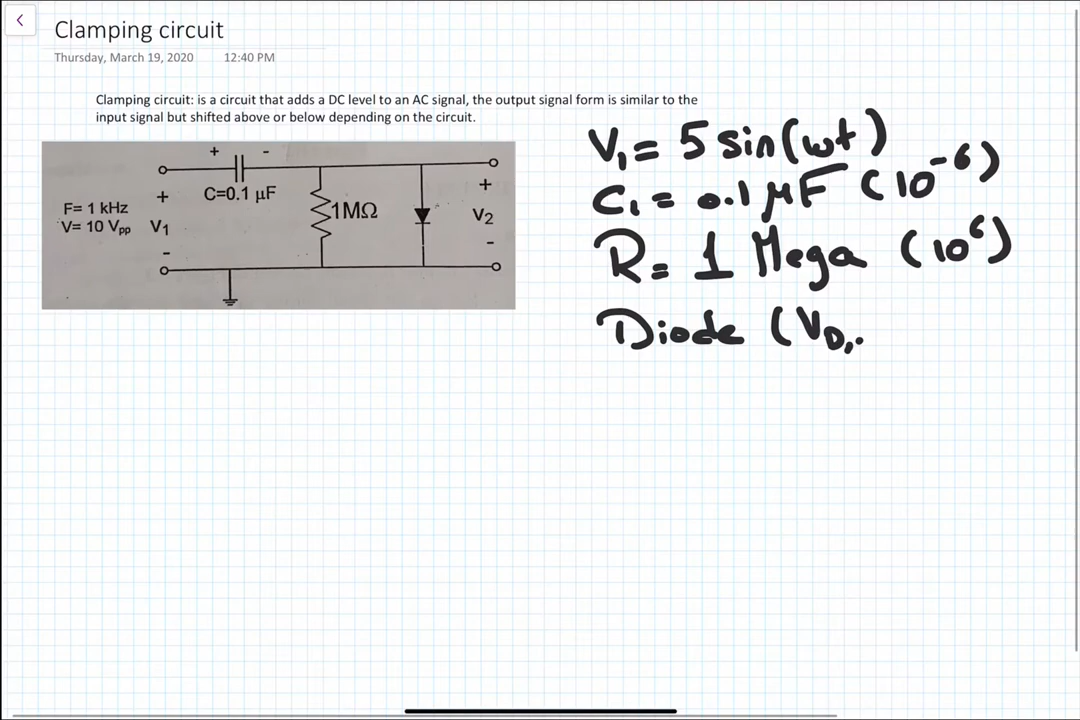 Clamping circuit
Thursday, March 19, 2020 12:40 PM
Clamping circuit: is a circuit that adds a DC level to an AC signal, the output signal form is similar to the
input signal but shifted above or below depending on the circuit.
+ -
C=0.1 µF
F= 1 kHz
V= 10 Vpp
+
V1
-
1MΩ
+
V2
-
V1 = 5 sin(wt)
C1 = 0.1 µF (10^-6)
R = 1 Mega (10^6)
Diode (VD,